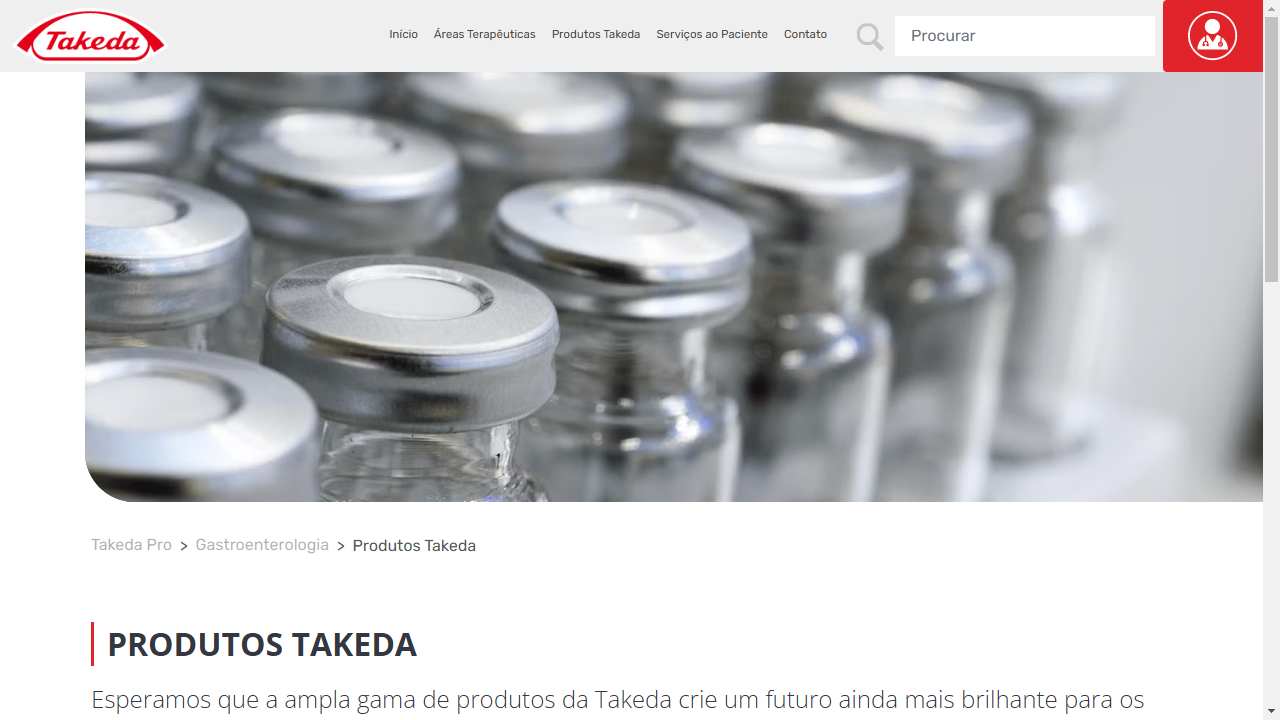 Takeda
Início Áreas Terapêuticas Produtos Takeda Serviços ao Paciente Contato Procurar
Takeda Pro > Gastroenterologia > Produtos Takeda
PRODUTOS TAKEDA
Esperamos que a ampla gama de produtos da Takeda crie um futuro ainda mais brilhante para os